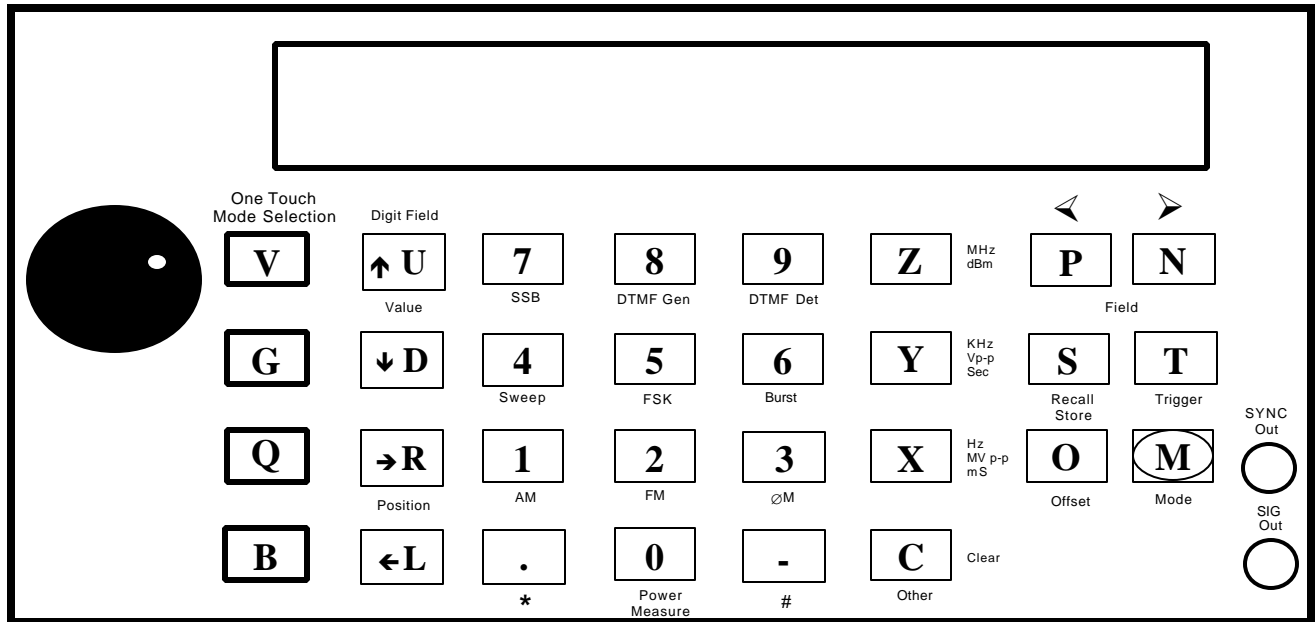 One Touch
Mode Selection
Digit Field
⮘ ⮚
V ↑ U 7 8 9 Z MHz
dBm
P N
Value SSB DTMF Gen DTMF Det Field
G ↓ D 4 5 6 Y KHz
Vp-p
Sec
S T
Sweep FSK Burst Recall
Store
Trigger
SYNC
Out
Q → R 1 2 3 X Hz
MV p-p
mS
O M
Position AM FM ∅M Offset Mode
SIG
Out
B ← L . 0 - C Clear
* Power
Measure
# Other